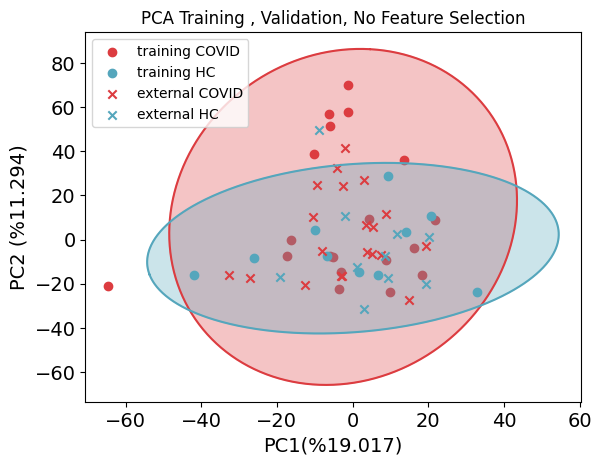 PCA Training , Validation, No Feature Selection
training COVID
training HC
external COVID
external HC
80
60
40
20
0
−20
−40
−60
PC2 (%11.294)
−60
−40
−20
0
20
40
60
PC1(%19.017)